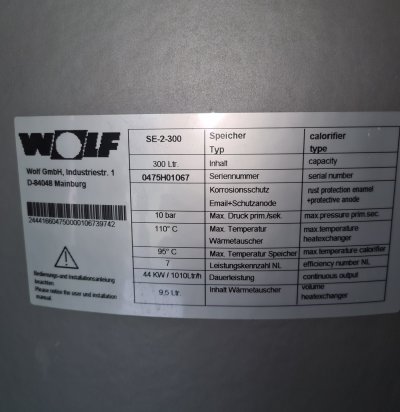 WOLF
Wolf GmbH, Industriestr. 1
D-84048 Mainburg
2444186604750000106739742
Bedienungs-und installationsanleung
beachten.
Please notice the user und installation
manual.
SE-2-300 Speicher calorifier
Typ type
300 Ltr. Inhalt capacity
0475H01067 Seriennummer serial number
Korrosionsschutz rust protection enamel
Email+Schutzanode +protective anode
10 bar Max. Druck prim./sek. max.pressure prim.sec.
110° C Max. Temperatur max.temperature
Wärmetauscher heatexchanger
95° C Max. Temperatur Speicher max.temperature calorifier
7 Leistungskennzahl NL efficiency number NL
44 KW / 1010Ltr/h Dauerleistung continuous output
9,5 Ltr. Inhalt Wärmetauscher volume
heatexchanger